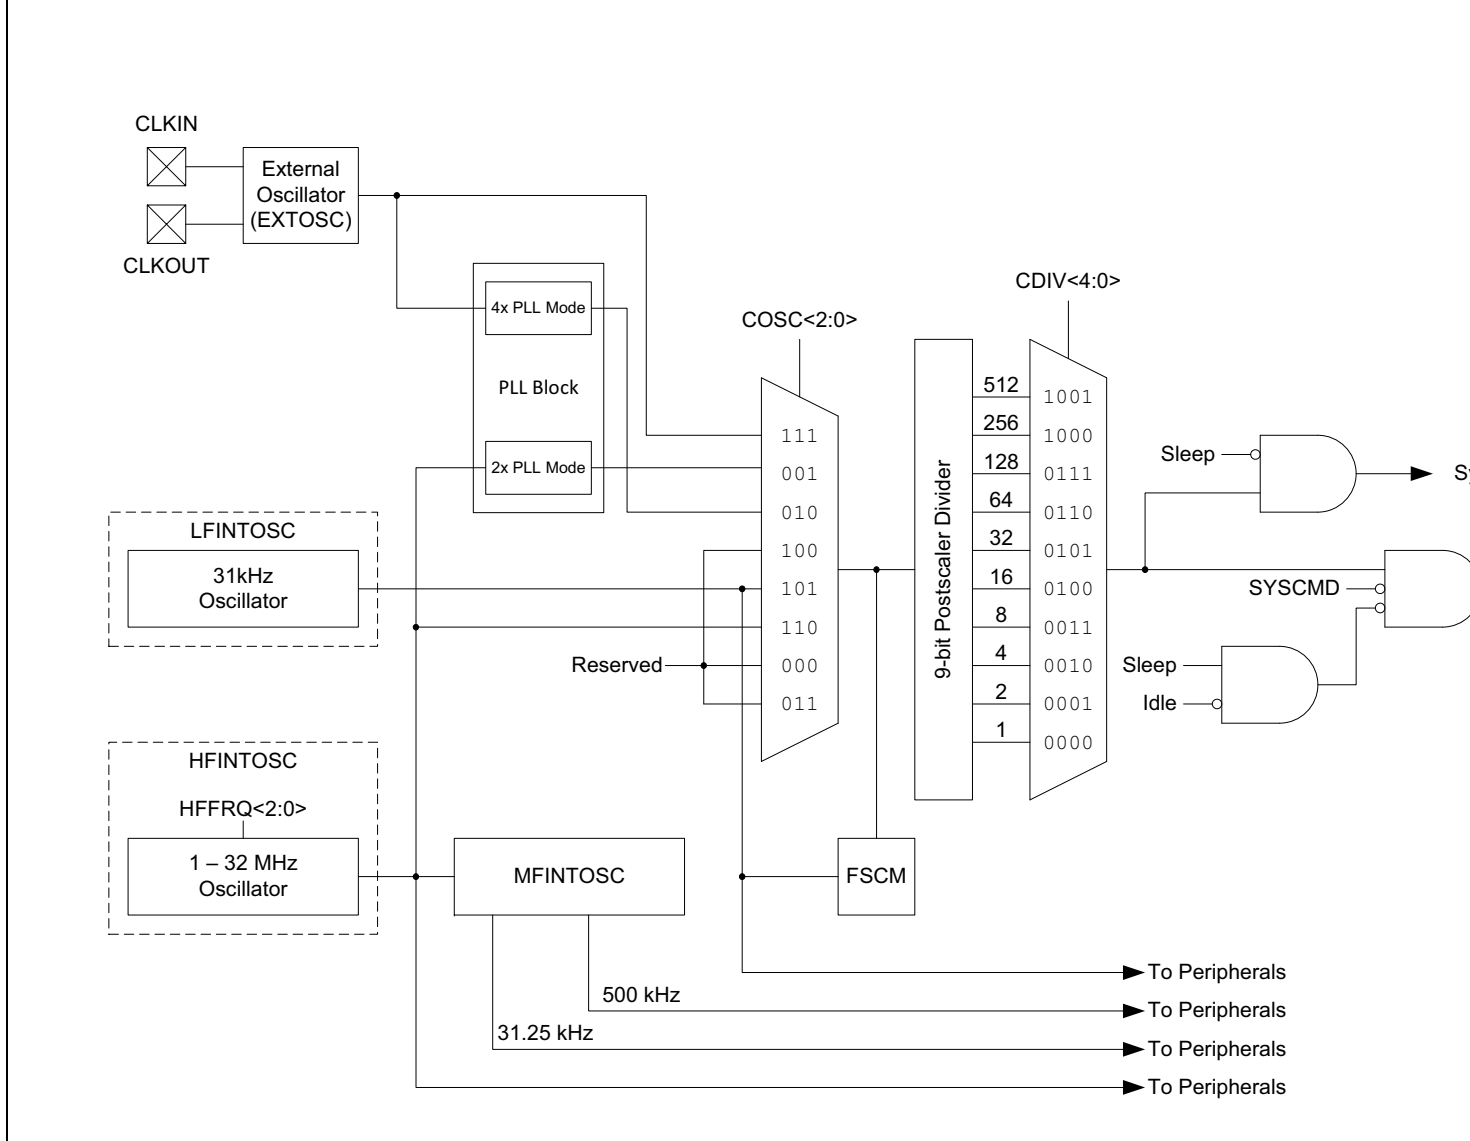 CLKIN
External
Oscillator
(EXTOSC)
CLKOUT
4x PLL Mode
PLL Block
2x PLL Mode
LFINTOSC
31kHz
Oscillator
Reserved
HFINTOSC
HFFRQ<2:0>
1 – 32 MHz
Oscillator
MFINTOSC
FSCM
COSC<2:0>
111
001
010
100
101
110
000
011
9-bit Postscaler Divider
CDIV<4:0>
512 1001
256 1000
128 0111
64 0110
32 0101
16 0100
8 0011
4 0010
2 0001
1 0000
Sleep
SYSCMD
Sleep
Idle
To Peripherals
500 kHz
To Peripherals
31.25 kHz
To Peripherals
To Peripherals